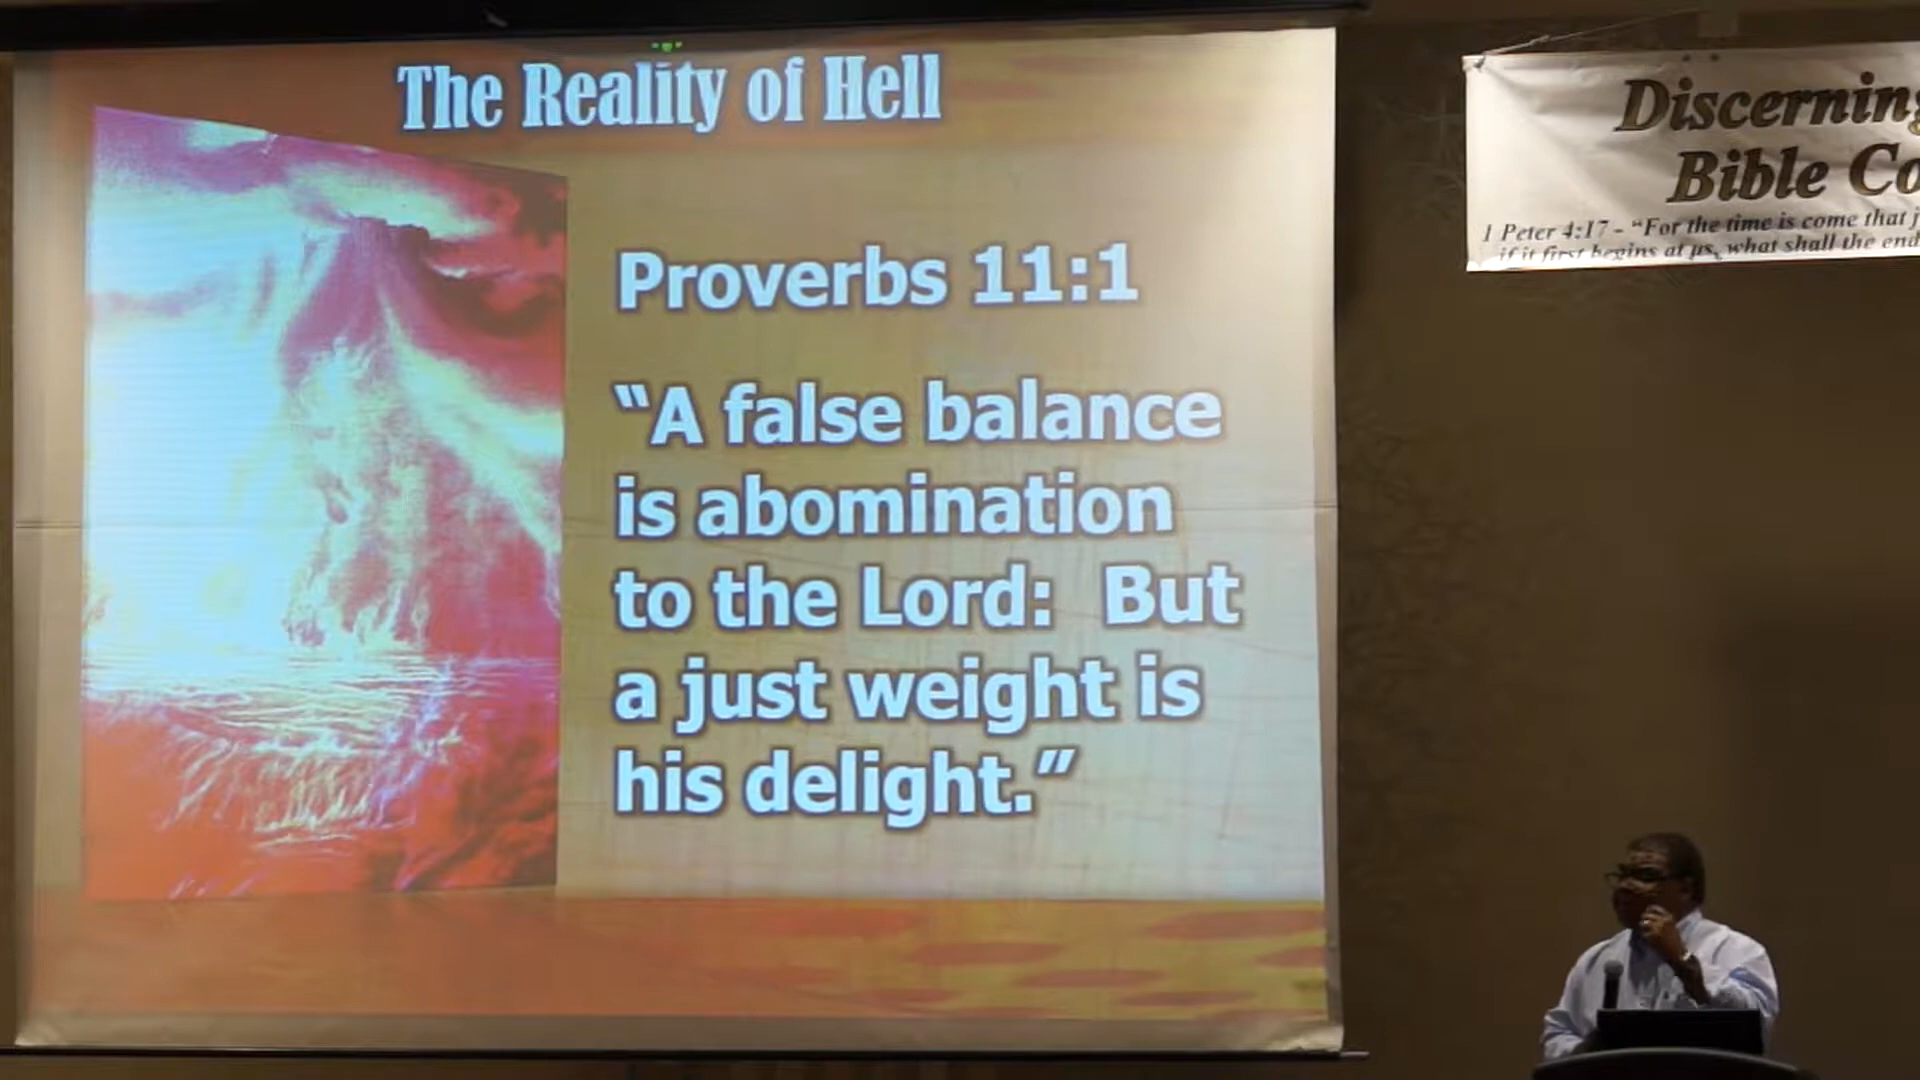 The Reality of Hell
Proverbs 11:1
“A false balance
is abomination
to the Lord: But
a just weight is
his delight.”
Discerning
Bible
1 Peter 4:17 - “For the time is come that
if it first begins at us, what shall the end